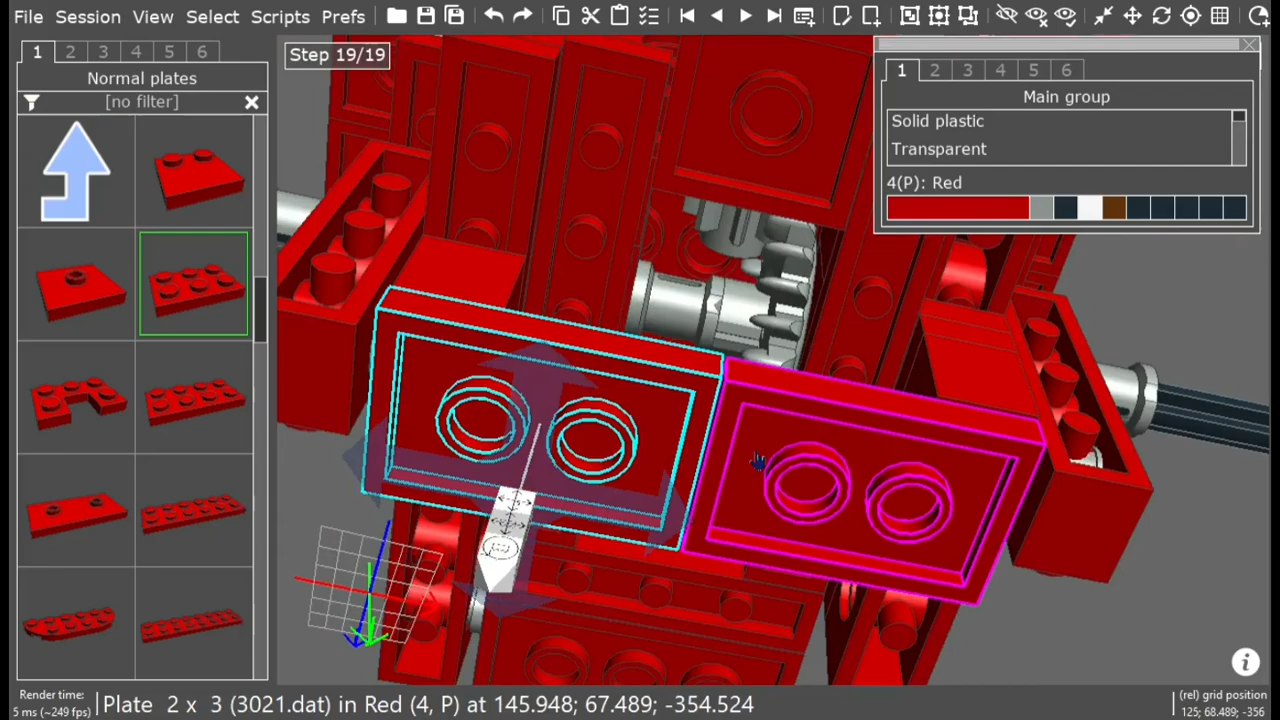 File Session View Select Scripts Prefs
1 2 3 4 5 6
Normal plates
[no filter]
Step 19/19
1 2 3 4 5 6
Main group
Solid plastic
Transparent
4(P): Red
Render time:
5 ms (~249 fps)
Plate 2 x 3 (3021.dat) in Red (4, P) at 145.948; 67.489; -354.524
(rel) grid position
125; 68.489; -356